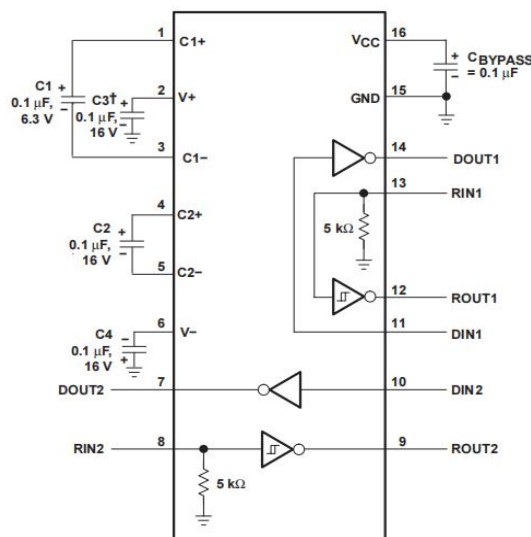 1
C1+
C1
+
−
0.1 µF,
6.3 V
2
V+
C3†
+
−
0.1 µF,
16 V
3
C1−
4
C2+
C2
+
−
0.1 µF,
16 V
5
C2−
6
V−
C4
−
+
0.1 µF,
16 V
DOUT2
7
RIN2
8
5 kΩ
VCC
16
+
−
CBYPASS
= 0.1 µF
GND
15
14
DOUT1
13
RIN1
5 kΩ
12
ROUT1
11
DIN1
10
DIN2
9
ROUT2